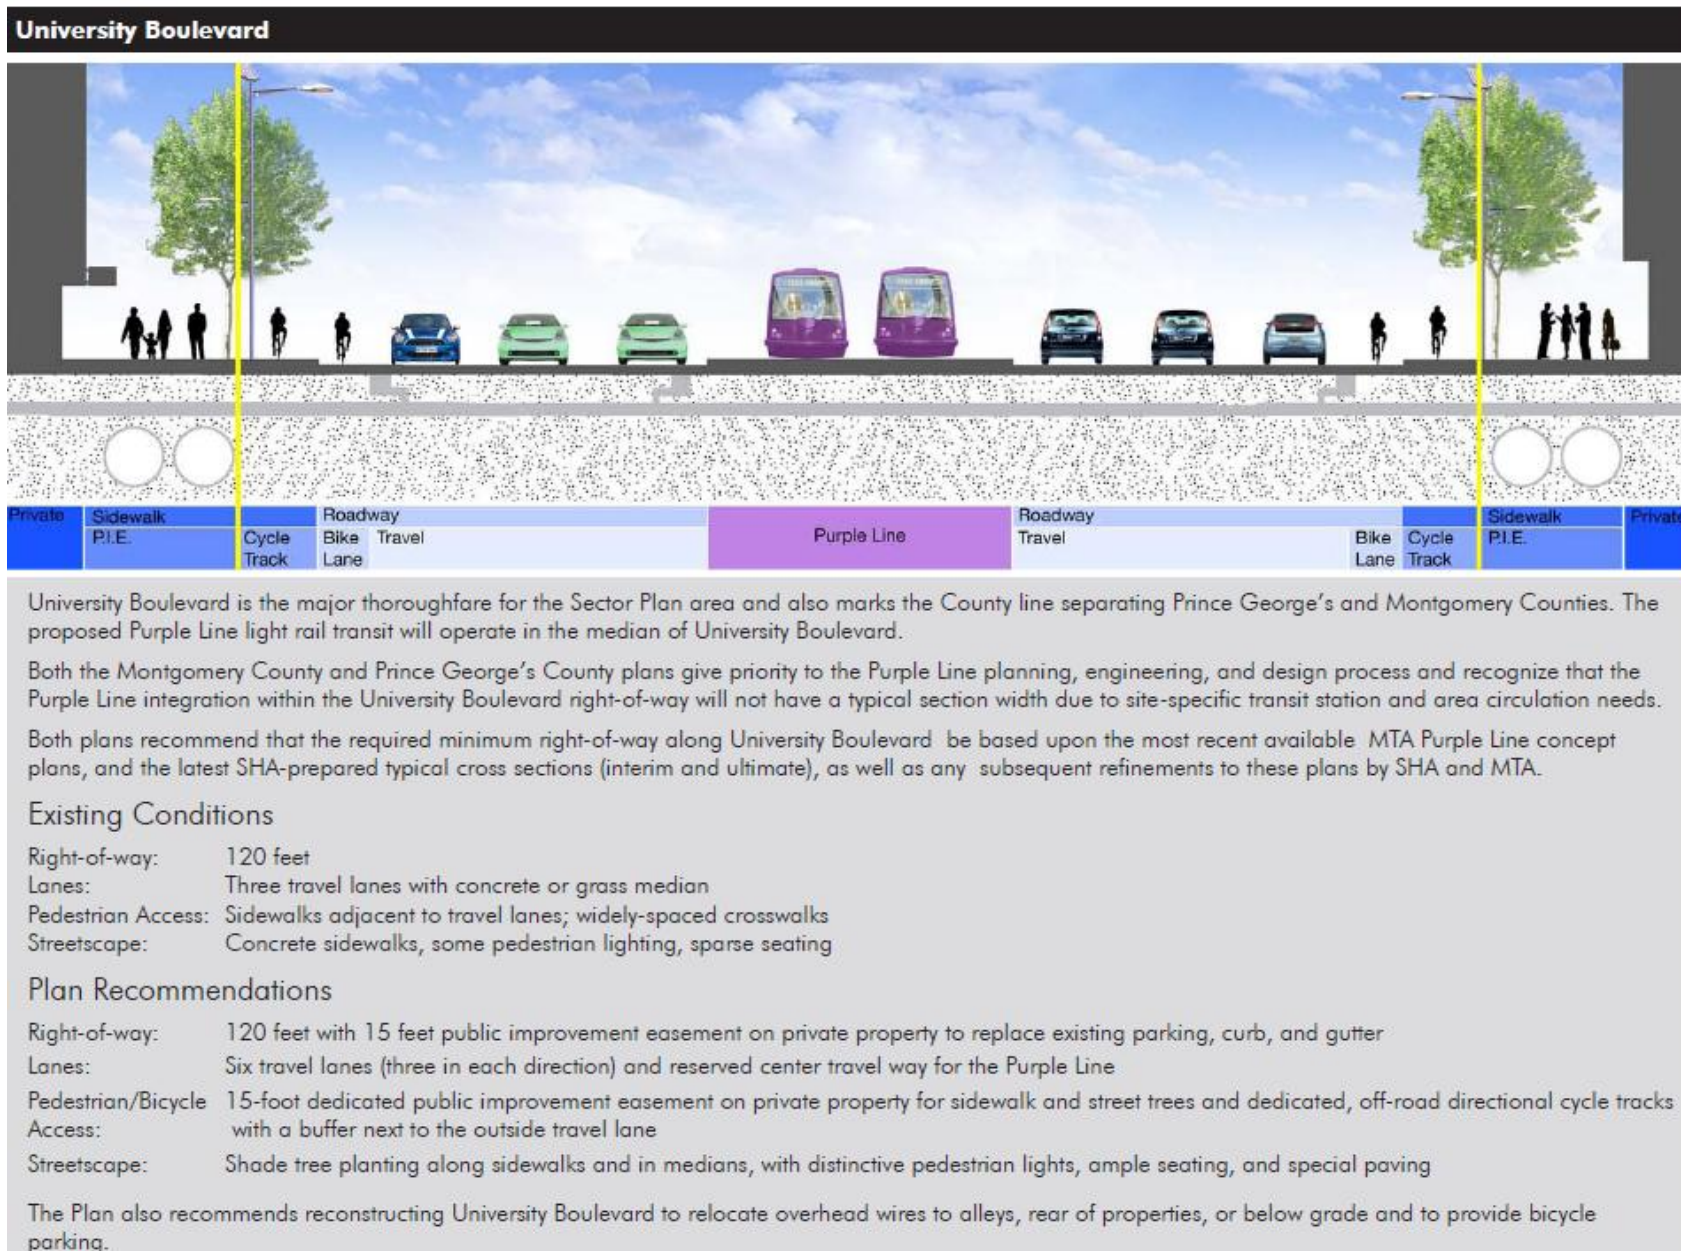 University Boulevard
Private Sidewalk Roadway Purple Line Roadway Sidewalk Private
P.I.E. Cycle Track Bike Lane Travel Travel Bike Lane Cycle Track P.I.E.
University Boulevard is the major thoroughfare for the Sector Plan area and also marks the County line separating Prince George's and Montgomery Counties. The
proposed Purple Line light rail transit will operate in the median of University Boulevard.
Both the Montgomery County and Prince George's County plans give priority to the Purple Line planning, engineering, and design process and recognize that the
Purple Line integration within the University Boulevard right-of-way will not have a typical section width due to site-specific transit station and area circulation needs.
Both plans recommend that the required minimum right-of-way along University Boulevard be based upon the most recent available MTA Purple Line concept
plans, and the latest SHA-prepared typical cross sections (interim and ultimate), as well as any subsequent refinements to these plans by SHA and MTA.
Existing Conditions
Right-of-way: 120 feet
Lanes: Three travel lanes with concrete or grass median
Pedestrian Access: Sidewalks adjacent to travel lanes; widely-spaced crosswalks
Streetscape: Concrete sidewalks, some pedestrian lighting, sparse seating
Plan Recommendations
Right-of-way: 120 feet with 15 feet public improvement easement on private property to replace existing parking, curb, and gutter
Lanes: Six travel lanes (three in each direction) and reserved center travel way for the Purple Line
Pedestrian/Bicycle 15-foot dedicated public improvement easement on private property for sidewalk and street trees and dedicated, off-road directional cycle tracks
Access: with a buffer next to the outside travel lane
Streetscape: Shade tree planting along sidewalks and in medians, with distinctive pedestrian lights, ample seating, and special paving
The Plan also recommends reconstructing University Boulevard to relocate overhead wires to alleys, rear of properties, or below grade and to provide bicycle
parking.